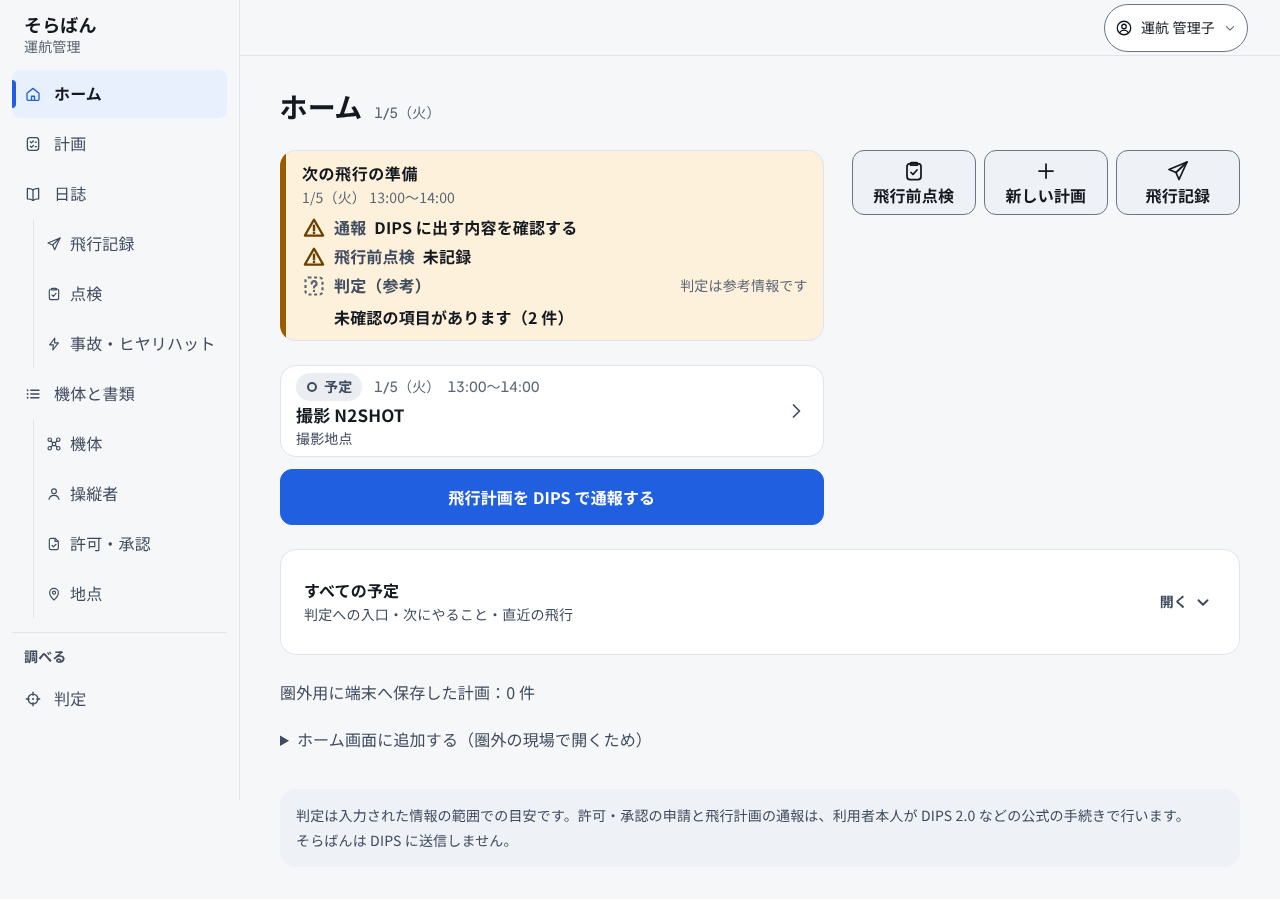 そらばん
運航管理
運航 管理子
ホーム
計画
日誌
飛行記録
点検
事故・ヒヤリハット
機体と書類
機体
操縦者
許可・承認
地点
調べる
判定
ホーム 1/5（火）
次の飛行の準備
1/5（火） 13:00〜14:00
通報 DIPS に出す内容を確認する
飛行前点検 未記録
判定（参考） 判定は参考情報です
未確認の項目があります（2 件）
飛行前点検
新しい計画
飛行記録
予定 1/5（火） 13:00〜14:00
撮影 N2SHOT
撮影地点
飛行計画を DIPS で通報する
すべての予定
判定への入口・次にやること・直近の飛行
開く
圏外用に端末へ保存した計画：0 件
ホーム画面に追加する（圏外の現場で開くため）
判定は入力された情報の範囲での目安です。許可・承認の申請と飛行計画の通報は、利用者本人が DIPS 2.0 などの公式の手続きで行います。
そらばんは DIPS に送信しません。